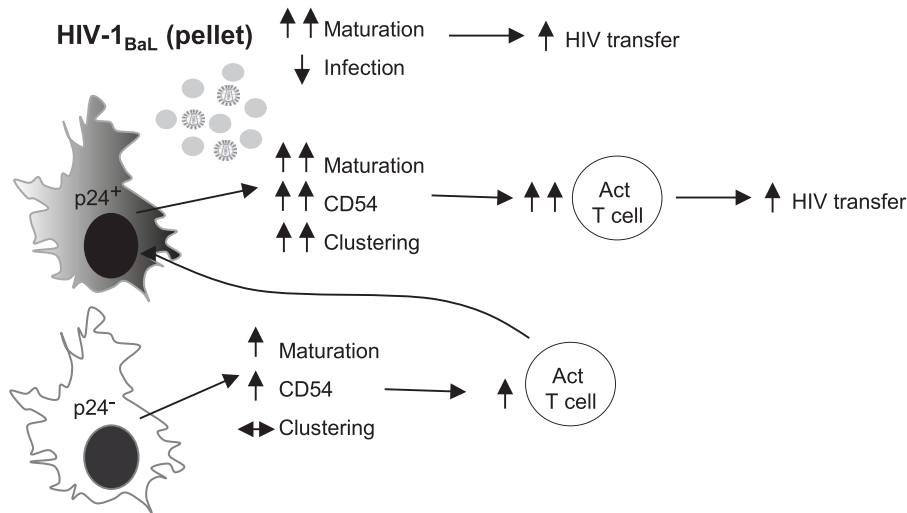 HIV-1BaL (pellet)
Maturation
HIV transfer
Infection
p24+
Maturation
CD54
Clustering
Act
T cell
HIV transfer
p24-
Maturation
CD54
Clustering
Act
T cell